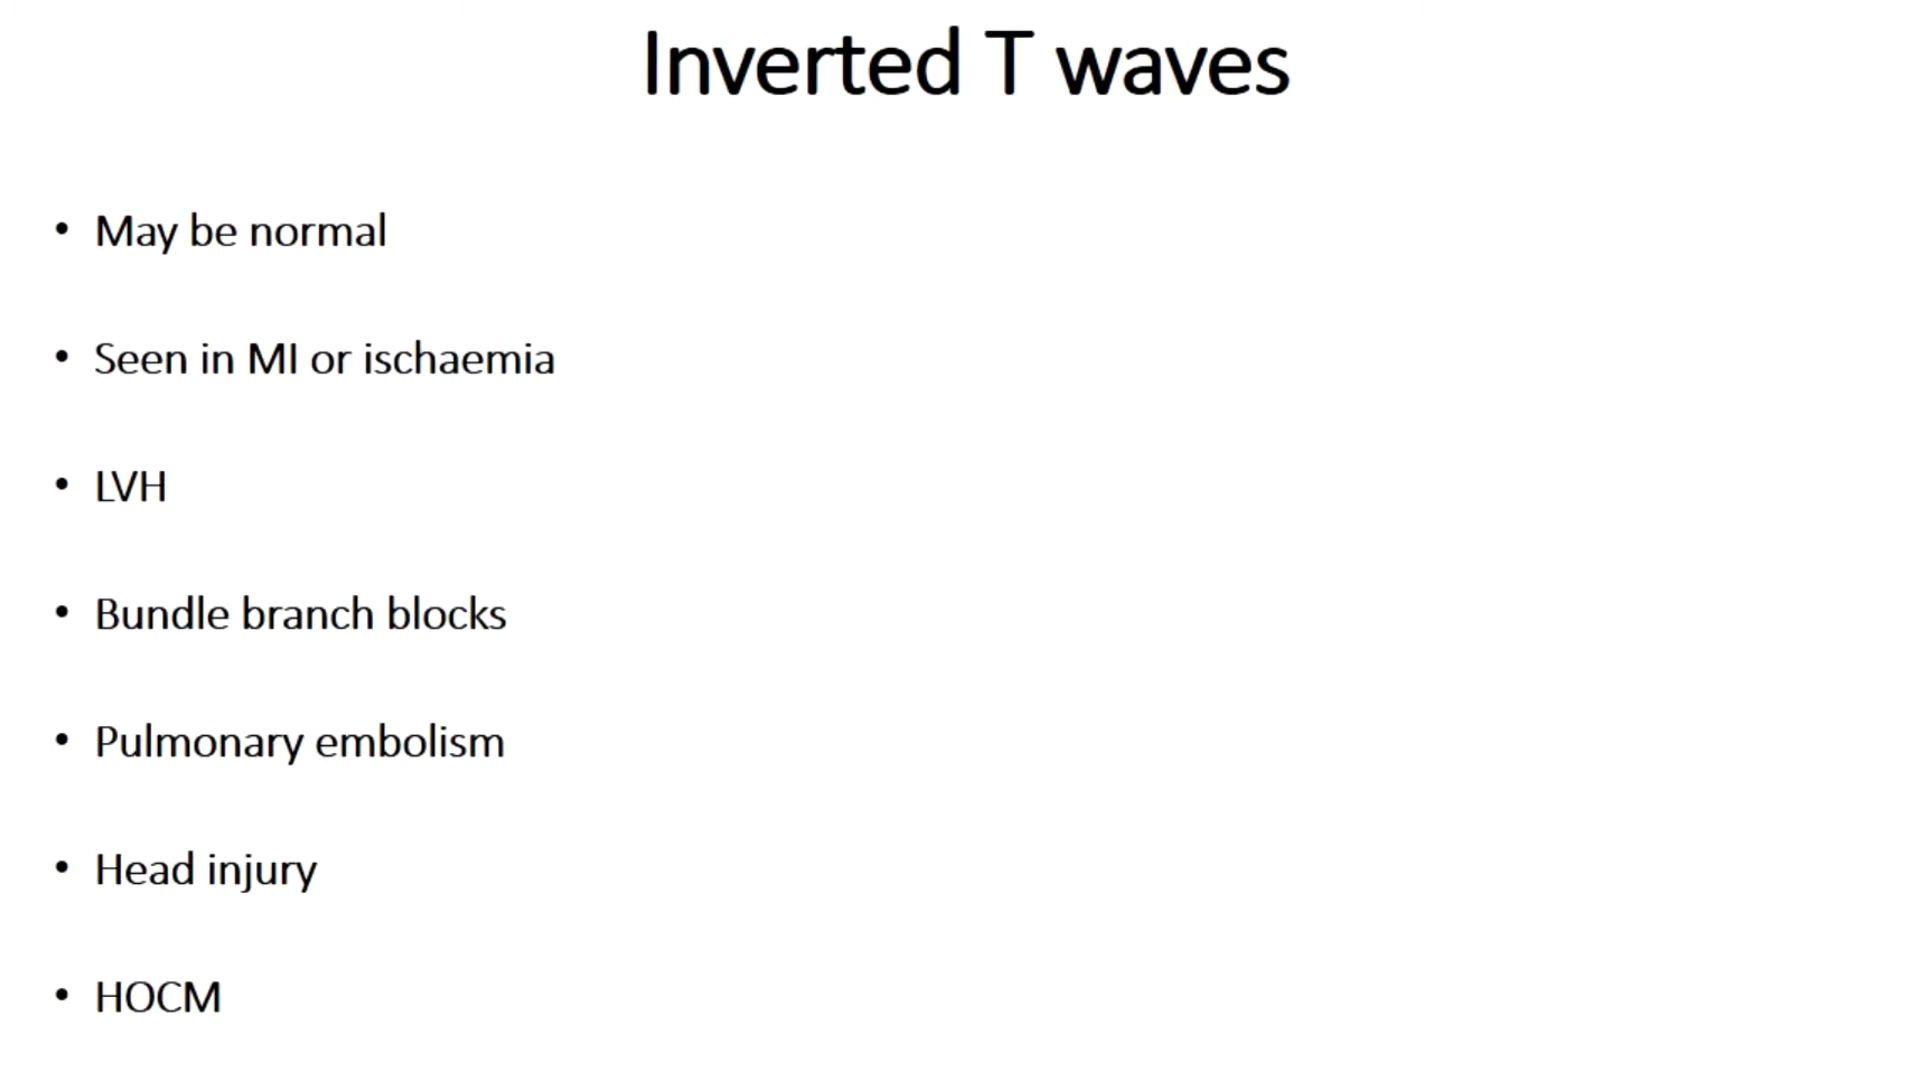 Inverted T waves
• May be normal
• Seen in MI or ischaemia
• LVH
• Bundle branch blocks
• Pulmonary embolism
• Head injury
• HOCM